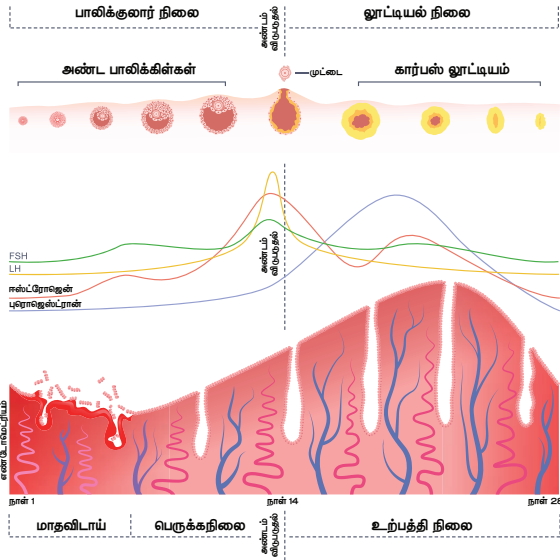 பாலிக்குலார் நிலை
அண்டம்
விடுபடுதல்
லூட்டியல் நிலை
அண்ட பாலிக்கிள்கள்
முட்டை
கார்பஸ் லூட்டியம்
அண்டம்
விடுபடுதல்
FSH
LH
ஈஸ்ட்ரோஜென்
புரொஜெஸ்ட்ரான்
எண்டோமெட்ரியம்
நாள் 1
நாள் 14
நாள் 28
மாதவிடாய்
பெருக்கநிலை
அண்டம்
விடுபடுதல்
உற்பத்தி நிலை